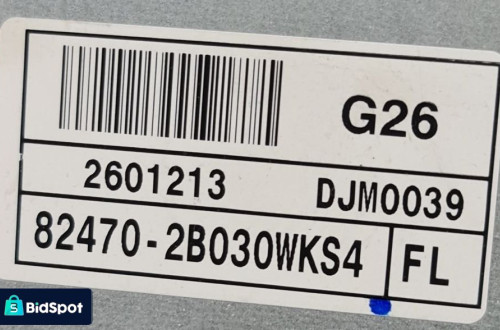 G26
2601213 DJM0039
82470-2B030WKS4 FL
S BidSpot